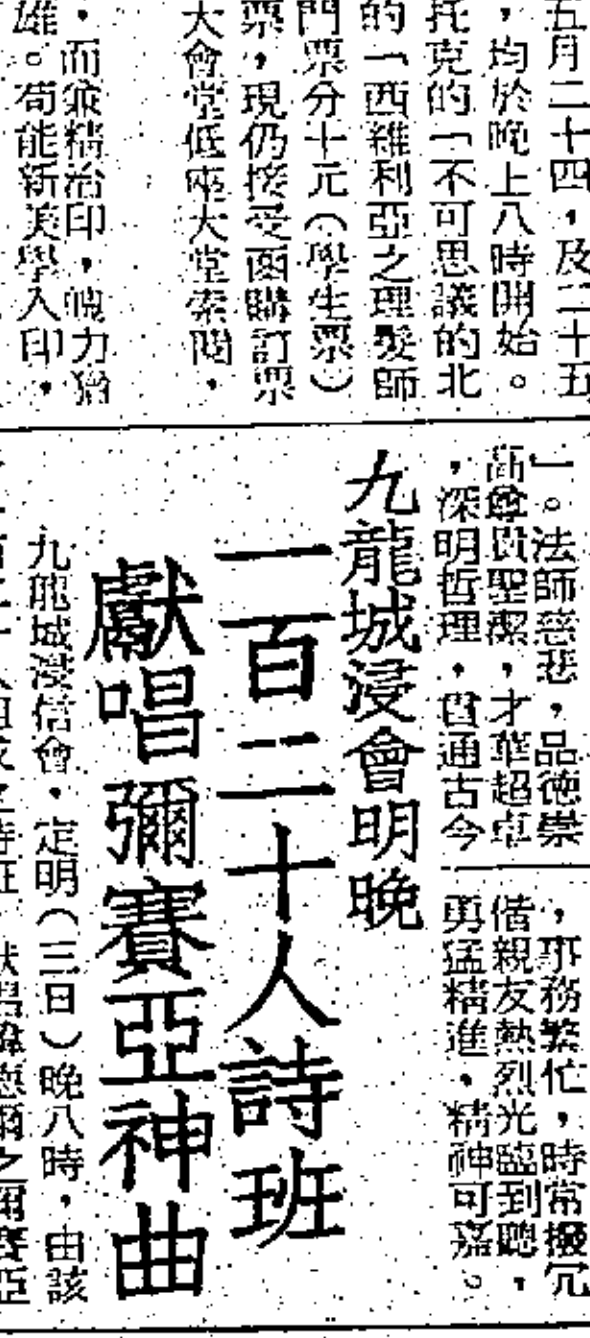 五月二十四，及二十五
，均於晚上八時開始。
托克的「不可思議的北
的「西維利亞之理髮師
門票分十元（學生票）
票，現仍接受函購訂票
大會堂低座大堂索閱，
，而兼精治印，魄力猶
雄。苟能新美學入印，
」。法師慈悲，品德崇
高尊貴聖潔，才華超卓
，深明哲理，貫通古今
，事務繁忙，時常撥冗
偕親友熱烈光臨到聽，
勇猛精進，精神可嘉。
九龍城浸會明晚
一百二十人詩班
獻唱彌賽亞神曲
九龍城浸信會，定明（三日）晚八時，由該